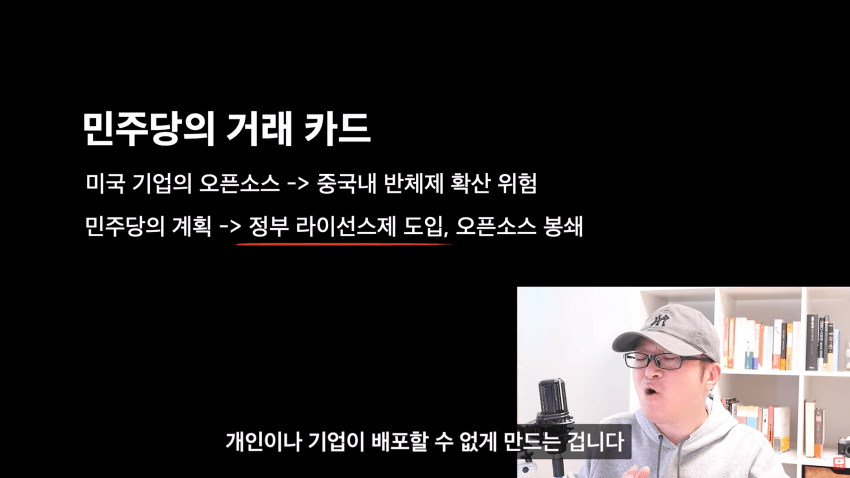 민주당의 거래 카드
미국 기업의 오픈소스 -> 중국내 반체제 확산 위험
민주당의 계획 -> 정부 라이선스제 도입, 오픈소스 봉쇄
개인이나 기업이 배포할 수 없게 만드는 겁니다